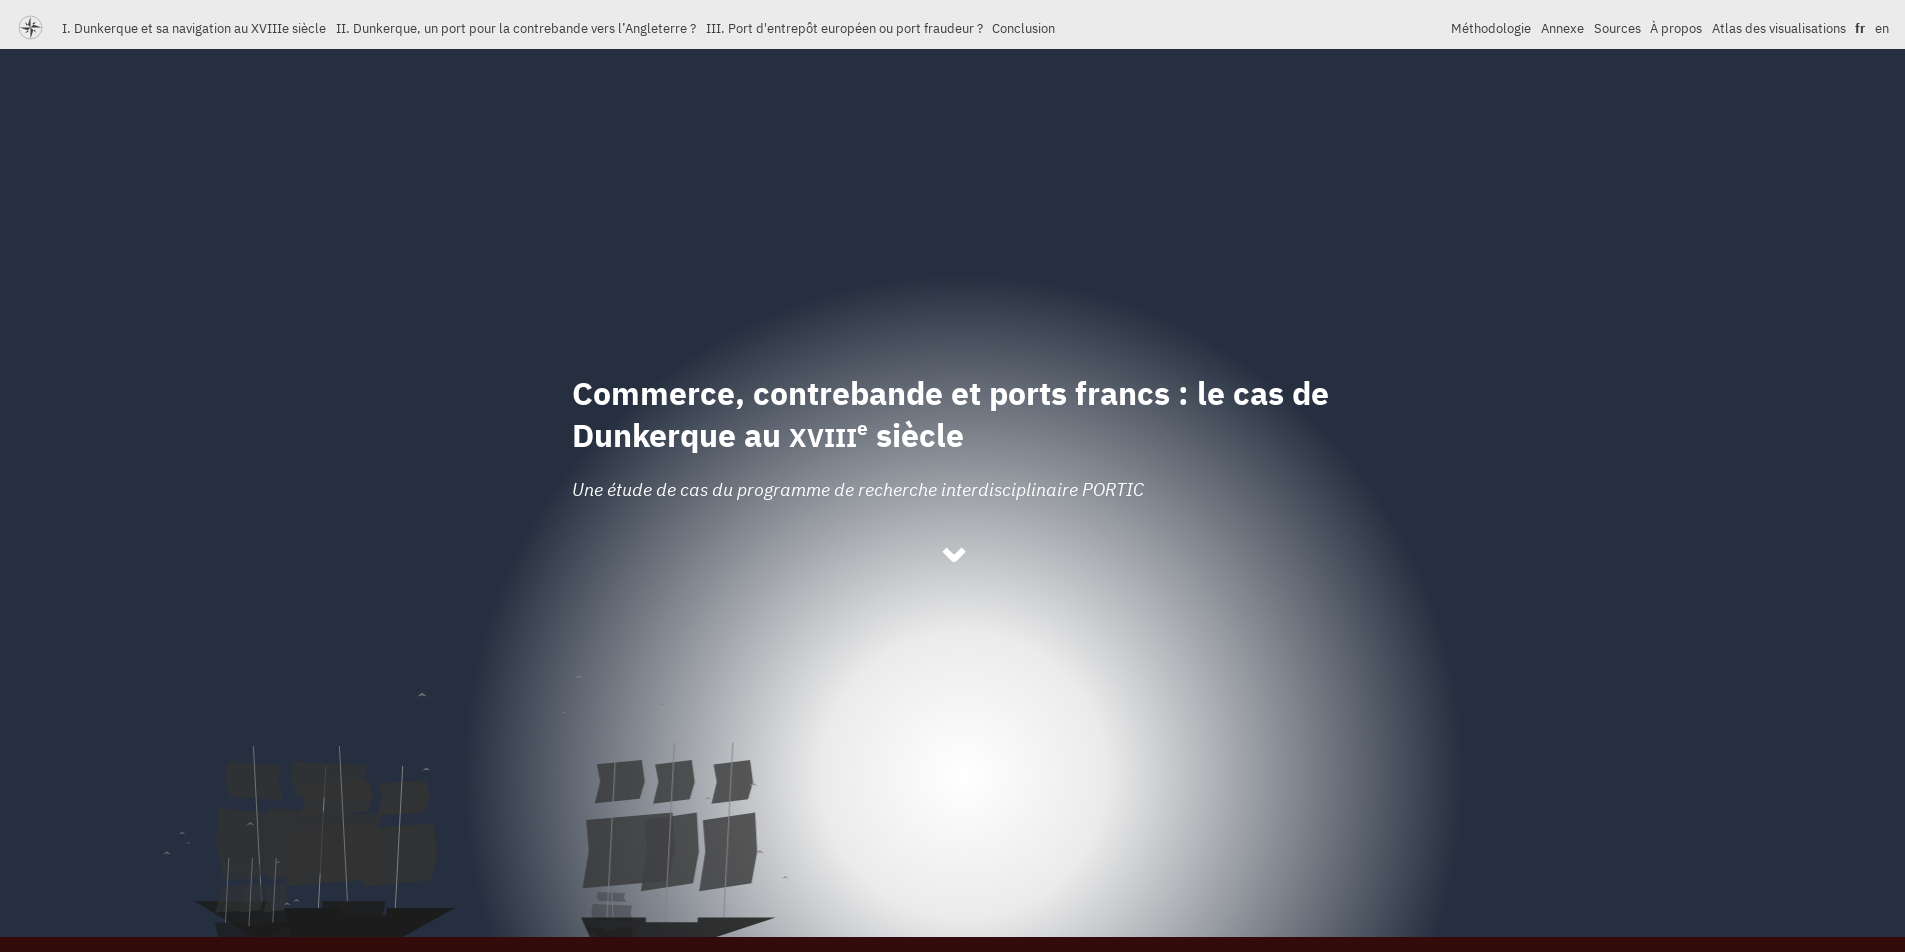 I. Dunkerque et sa navigation au XVIIIe siècle II. Dunkerque, un port pour la contrebande vers l’Angleterre ? III. Port d'entrepôt européen ou port fraudeur ? Conclusion Méthodologie Annexe Sources À propos Atlas des visualisations fr en
Commerce, contrebande et ports francs : le cas de
Dunkerque au XVIIIe siècle
Une étude de cas du programme de recherche interdisciplinaire PORTIC